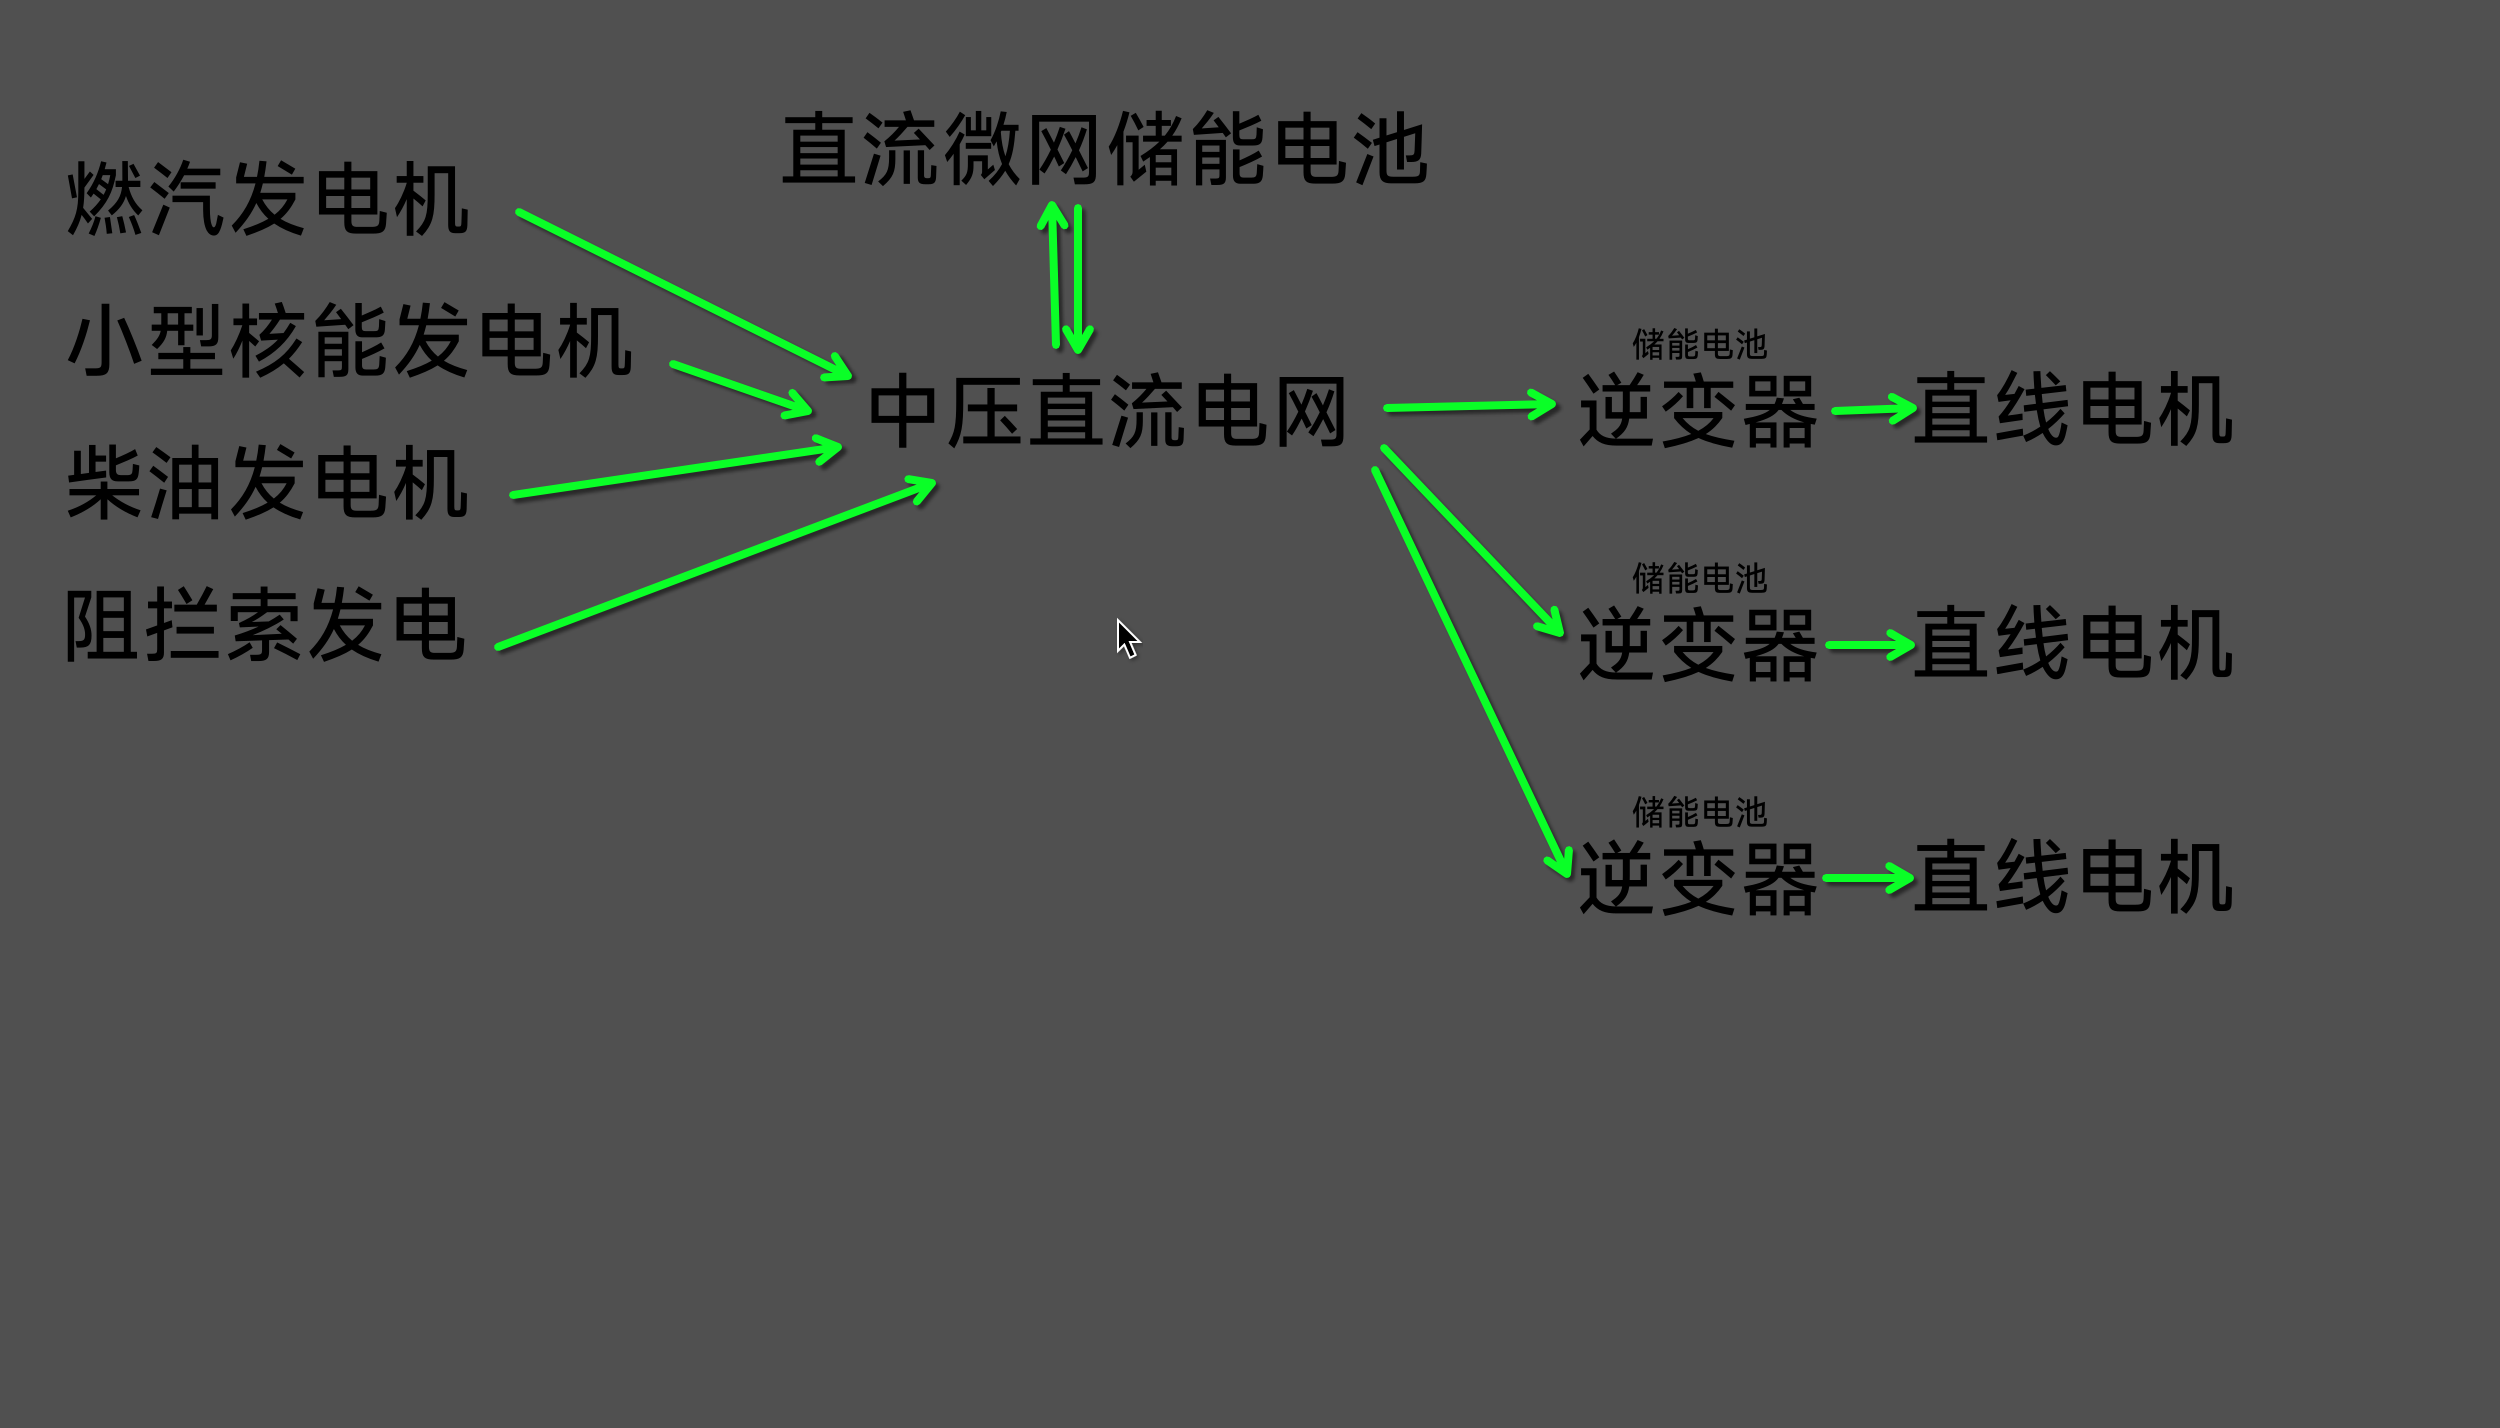 燃气发电机
小型核能发电机
柴油发电机
阻拦索发电
直流微网储能电池
中压直流电网
储能电池
逆变器
直线电机
储能电池
逆变器
直线电机
储能电池
逆变器
直线电机